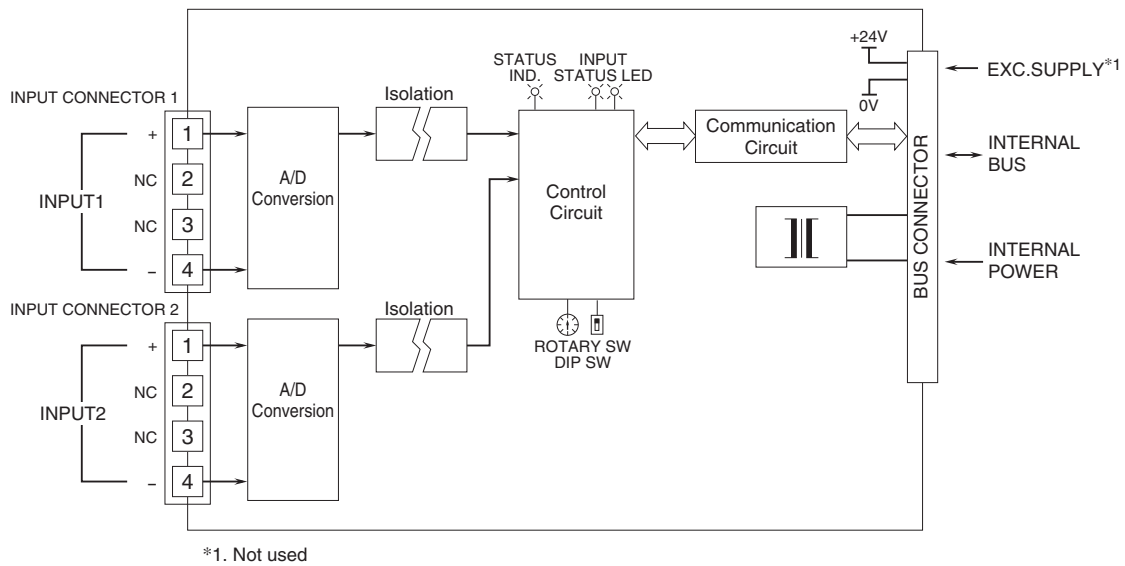 INPUT CONNECTOR 1
+
1
NC
2
INPUT1
NC
3
–
4
A/D
Conversion
Isolation
INPUT CONNECTOR 2
+
1
NC
2
INPUT2
NC
3
–
4
A/D
Conversion
Isolation
STATUS
IND.
INPUT
STATUS LED
Control
Circuit
ROTARY SW
DIP SW
Communication
Circuit
+24V
0V
BUS CONNECTOR
EXC.SUPPLY*1
INTERNAL
BUS
INTERNAL
POWER
*1. Not used